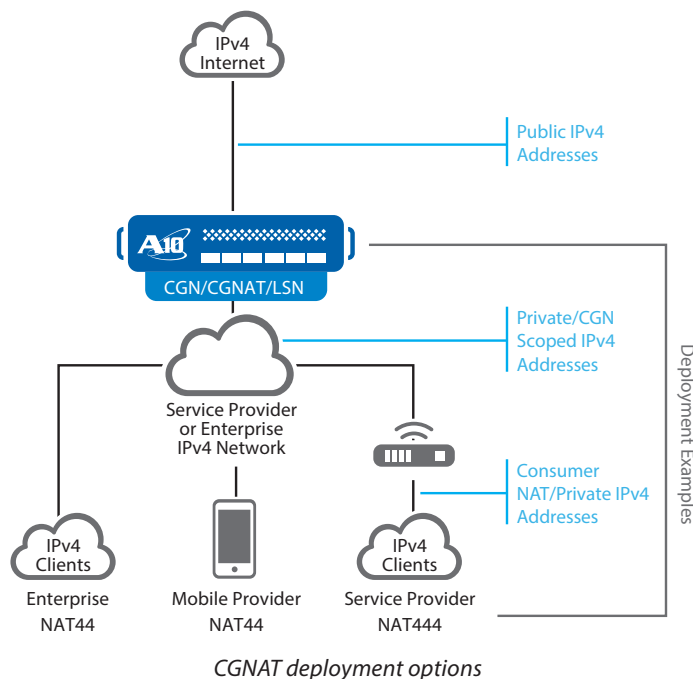 IPv4
Internet
Public IPv4
Addresses
A10
CGN/CGNAT/LSN
Private/CGN
Scoped IPv4
Addresses
Service Provider
or Enterprise
IPv4 Network
Deployment Examples
Consumer
NAT/Private IPv4
Addresses
IPv4
Clients
Enterprise
NAT44
Mobile Provider
NAT44
IPv4
Clients
Service Provider
NAT444
CGNAT deployment options